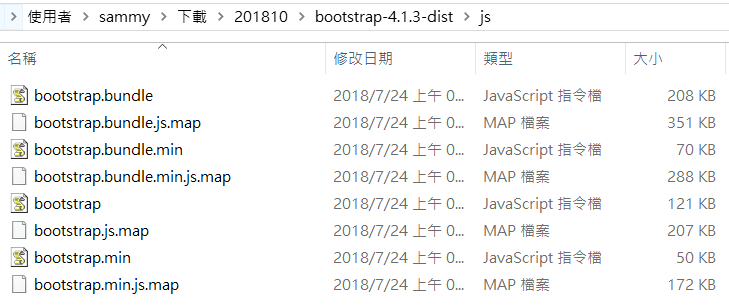 使用者 sammy 下載 201810 bootstrap-4.1.3-dist js
名稱 修改日期 類型 大小
bootstrap.bundle 2018/7/24 上午 0... JavaScript 指令檔 208 KB
bootstrap.bundle.js.map 2018/7/24 上午 0... MAP 檔案 351 KB
bootstrap.bundle.min 2018/7/24 上午 0... JavaScript 指令檔 70 KB
bootstrap.bundle.min.js.map 2018/7/24 上午 0... MAP 檔案 288 KB
bootstrap 2018/7/24 上午 0... JavaScript 指令檔 121 KB
bootstrap.js.map 2018/7/24 上午 0... MAP 檔案 207 KB
bootstrap.min 2018/7/24 上午 0... JavaScript 指令檔 50 KB
bootstrap.min.js.map 2018/7/24 上午 0... MAP 檔案 172 KB